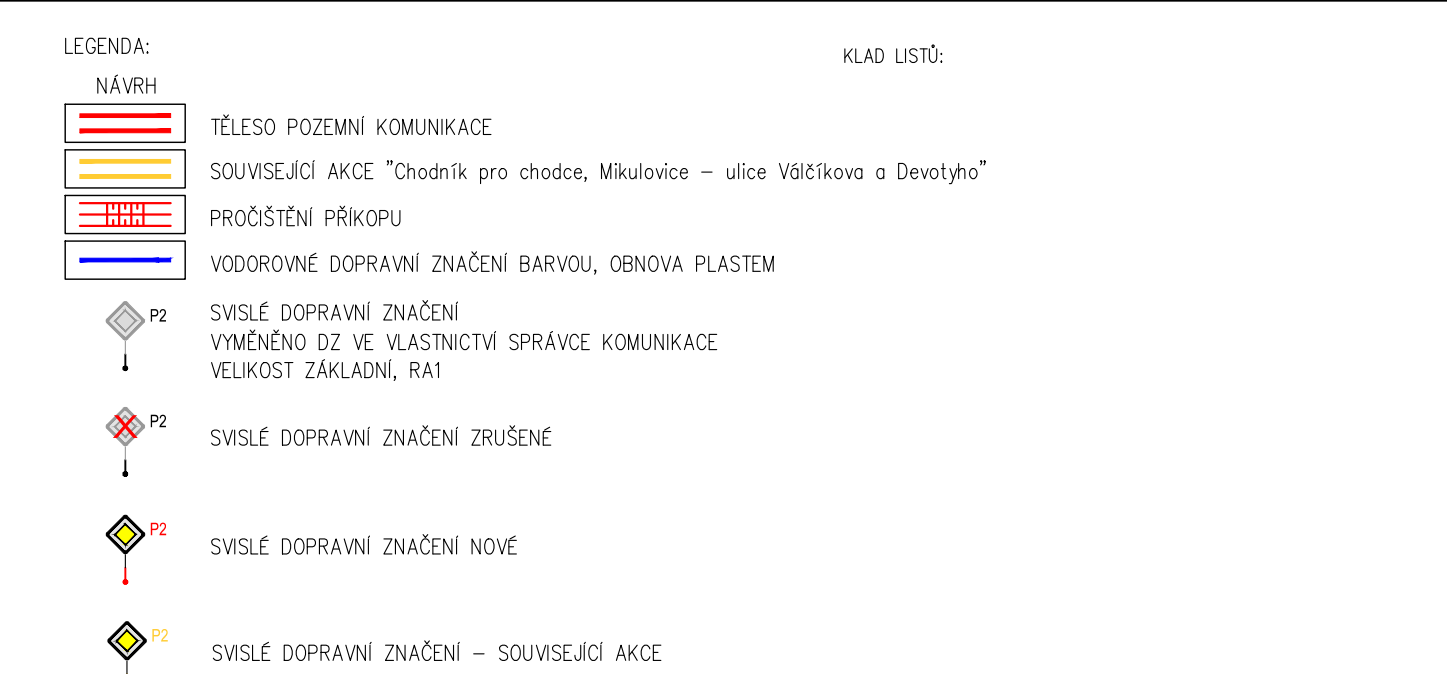 LEGENDA:
KLAD LISTŮ:
NÁVRH
TĚLESO POZEMNÍ KOMUNIKACE
SOUVISEJÍCÍ AKCE "Chodník pro chodce, Mikulovice – ulice Válčíkova a Devotyho"
PROČIŠTĚNÍ PŘÍKOPU
VODOROVNÉ DOPRAVNÍ ZNAČENÍ BARVOU, OBNOVA PLASTEM
P2 SVISLÉ DOPRAVNÍ ZNAČENÍ
VYMĚNĚNO DZ VE VLASTNICTVÍ SPRÁVCE KOMUNIKACE
VELIKOST ZÁKLADNÍ, RA1
P2
SVISLÉ DOPRAVNÍ ZNAČENÍ ZRUŠENÉ
P2
SVISLÉ DOPRAVNÍ ZNAČENÍ NOVÉ
P2
SVISLÉ DOPRAVNÍ ZNAČENÍ – SOUVISEJÍCÍ AKCE